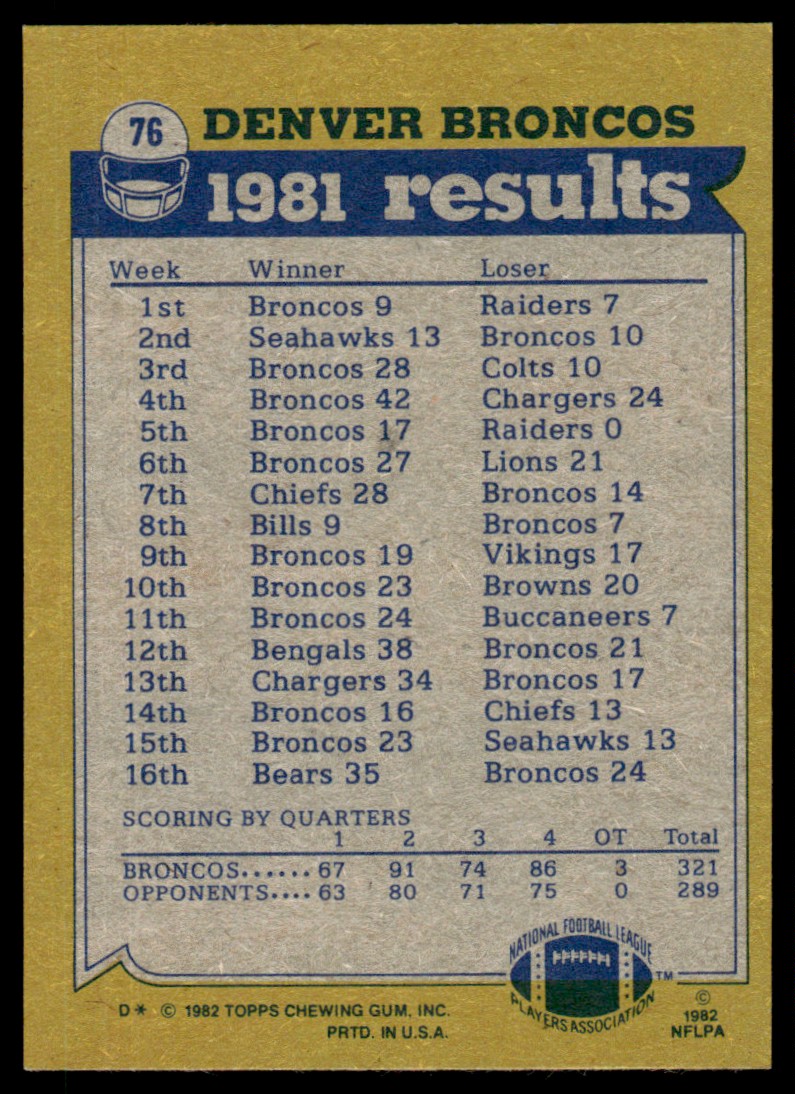 76
DENVER BRONCOS
1981 results
Week Winner Loser
1st Broncos 9 Raiders 7
2nd Seahawks 13 Broncos 10
3rd Broncos 28 Colts 10
4th Broncos 42 Chargers 24
5th Broncos 17 Raiders 0
6th Broncos 27 Lions 21
7th Chiefs 28 Broncos 14
8th Bills 9 Broncos 7
9th Broncos 19 Vikings 17
10th Broncos 23 Browns 20
11th Broncos 24 Buccaneers 7
12th Bengals 38 Broncos 21
13th Chargers 34 Broncos 17
14th Broncos 16 Chiefs 13
15th Broncos 23 Seahawks 13
16th Bears 35 Broncos 24
SCORING BY QUARTERS
1 2 3 4 OT Total
BRONCOS...... 67 91 74 86 3 321
OPPONENTS.... 63 80 71 75 0 289
NATIONAL FOOTBALL LEAGUE
PLAYERS ASSOCIATION
TM
D* © 1982 TOPPS CHEWING GUM, INC.
PRTD. IN U.S.A.
©
1982
NFLPA